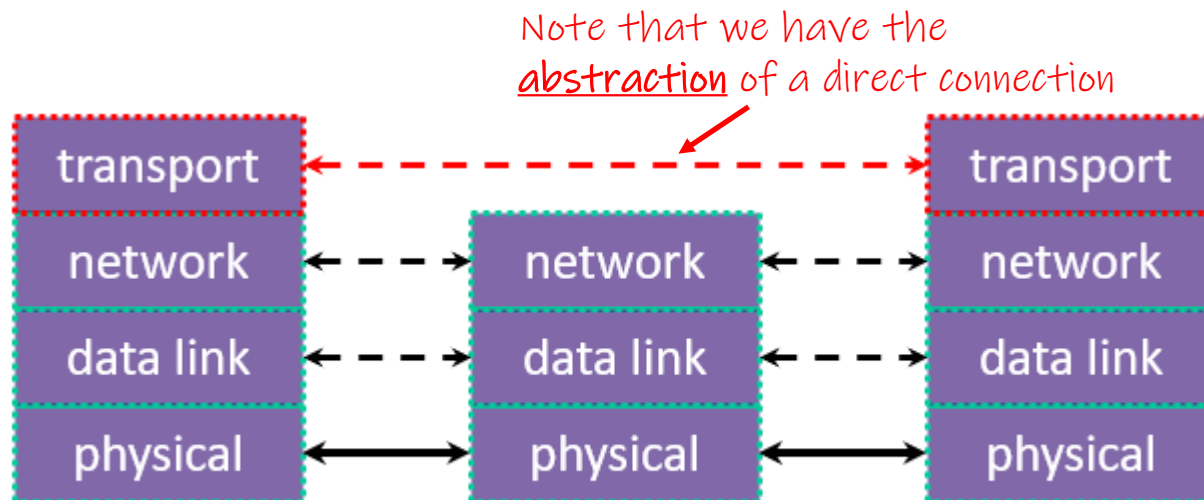 Note that we have the
abstraction of a direct connection
transport transport
network network network
data link data link data link
physical physical physical